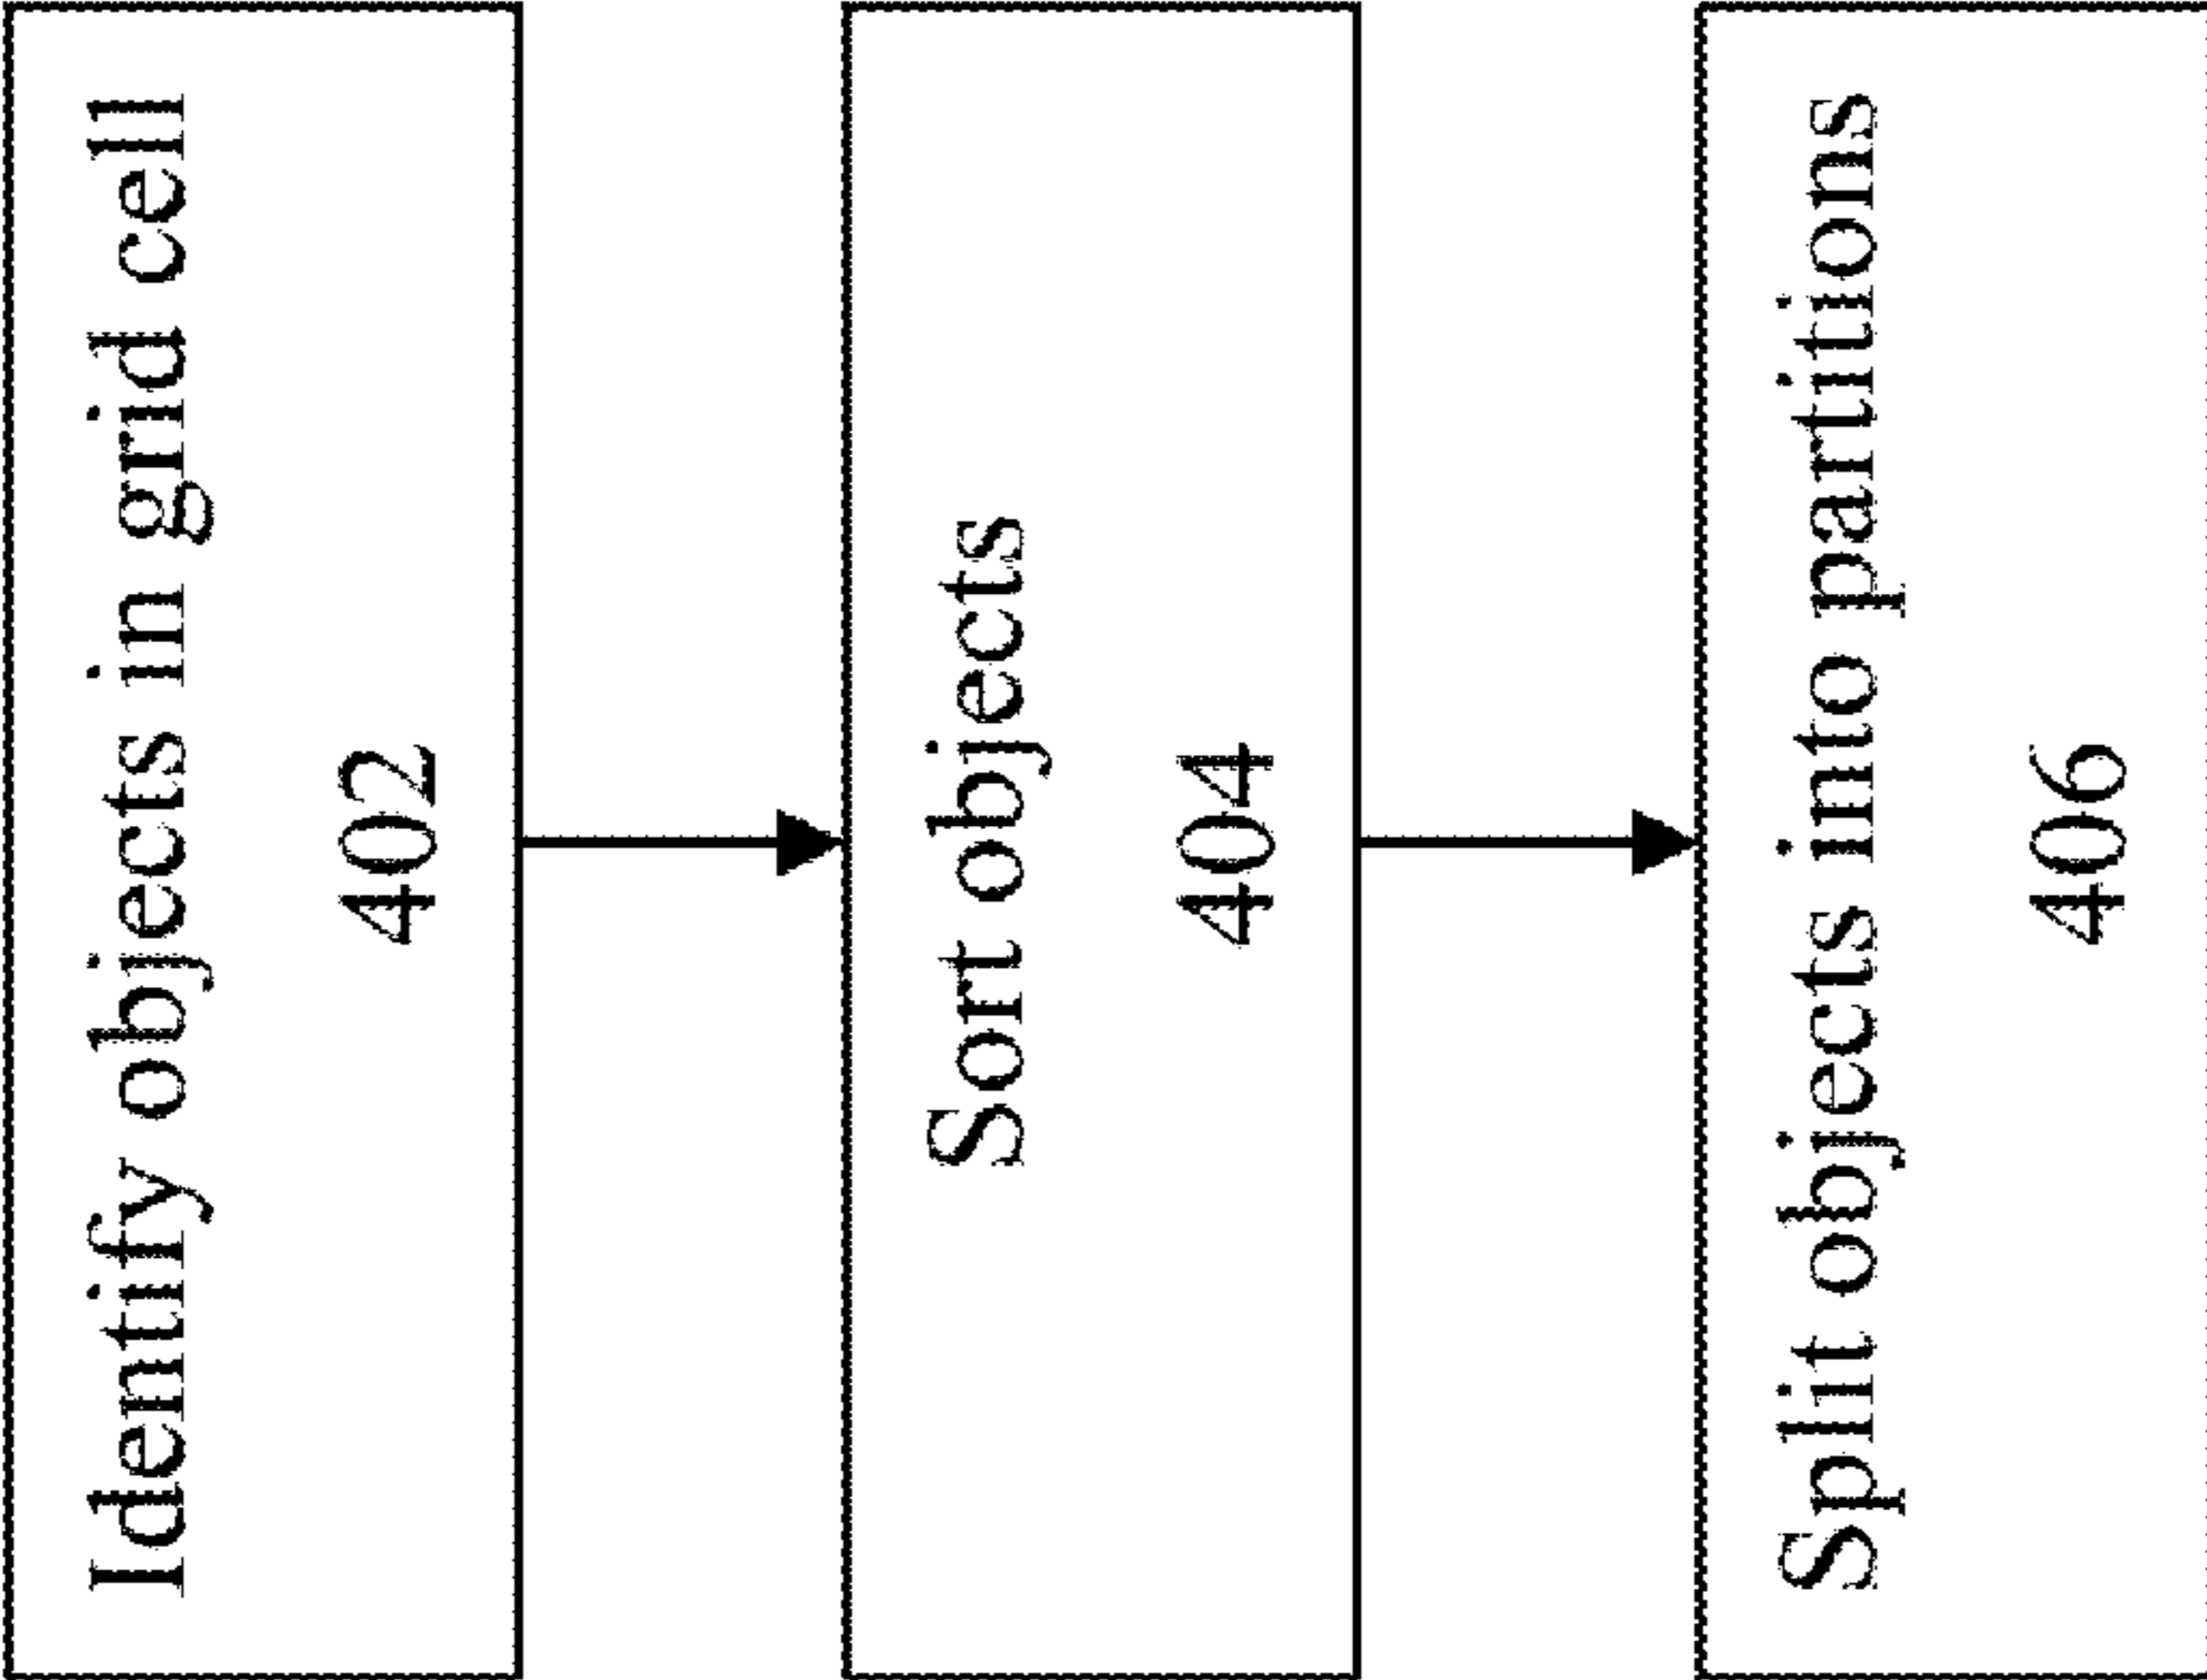 Identify objects in grid cell
402
Sort objects
404
Split objects into partitions
406